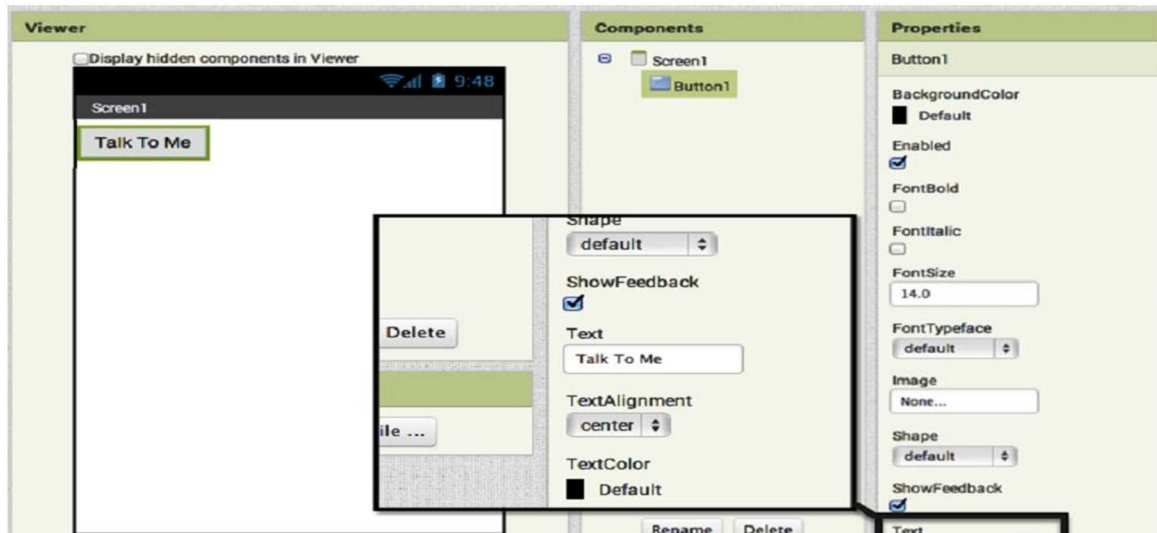 Viewer
Display hidden components in Viewer
9:48
Screen1
Talk To Me
Components
Screen1
Button1
Properties
Button1
BackgroundColor
Default
Enabled
FontBold
FontItalic
FontSize
14.0
FontTypeface
default
Image
None...
Shape
default
ShowFeedback
Text
Shape
default
ShowFeedback
Text
Talk To Me
TextAlignment
center
TextColor
Default
Delete
ile ...
Rename Delete